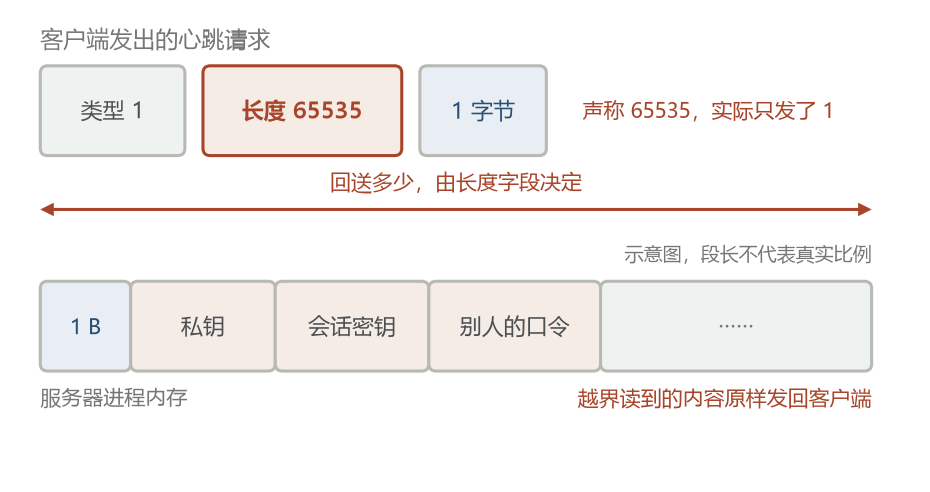 客户端发出的心跳请求
类型 1
长度 65535
1 字节
声称 65535，实际只发了 1
回送多少，由长度字段决定
示意图，段长不代表真实比例
1 B
私钥
会话密钥
别人的口令
……
服务器进程内存
越界读到的内容原样发回客户端